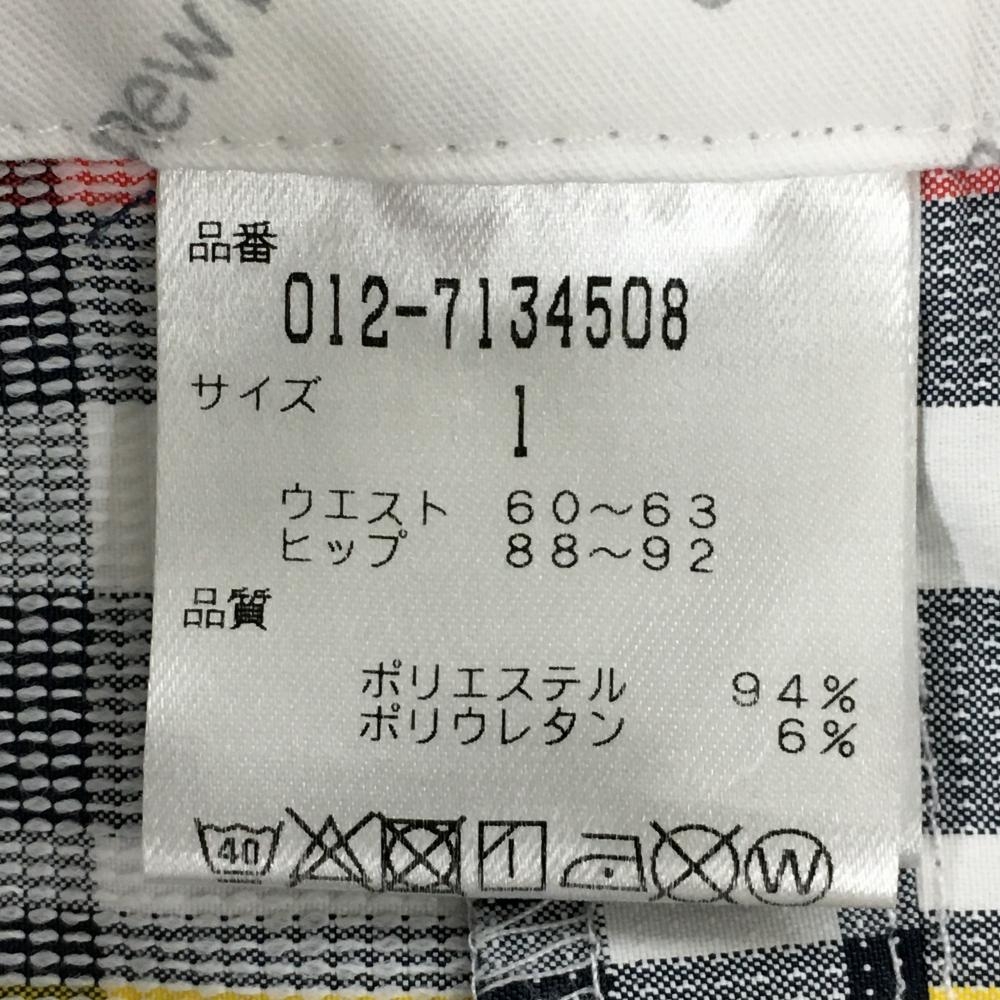 new
品番
012-7134508
サイズ
1
ウエスト 60～63
ヒップ 88～92
品質
ポリエステル 94%
ポリウレタン 6%
40
W